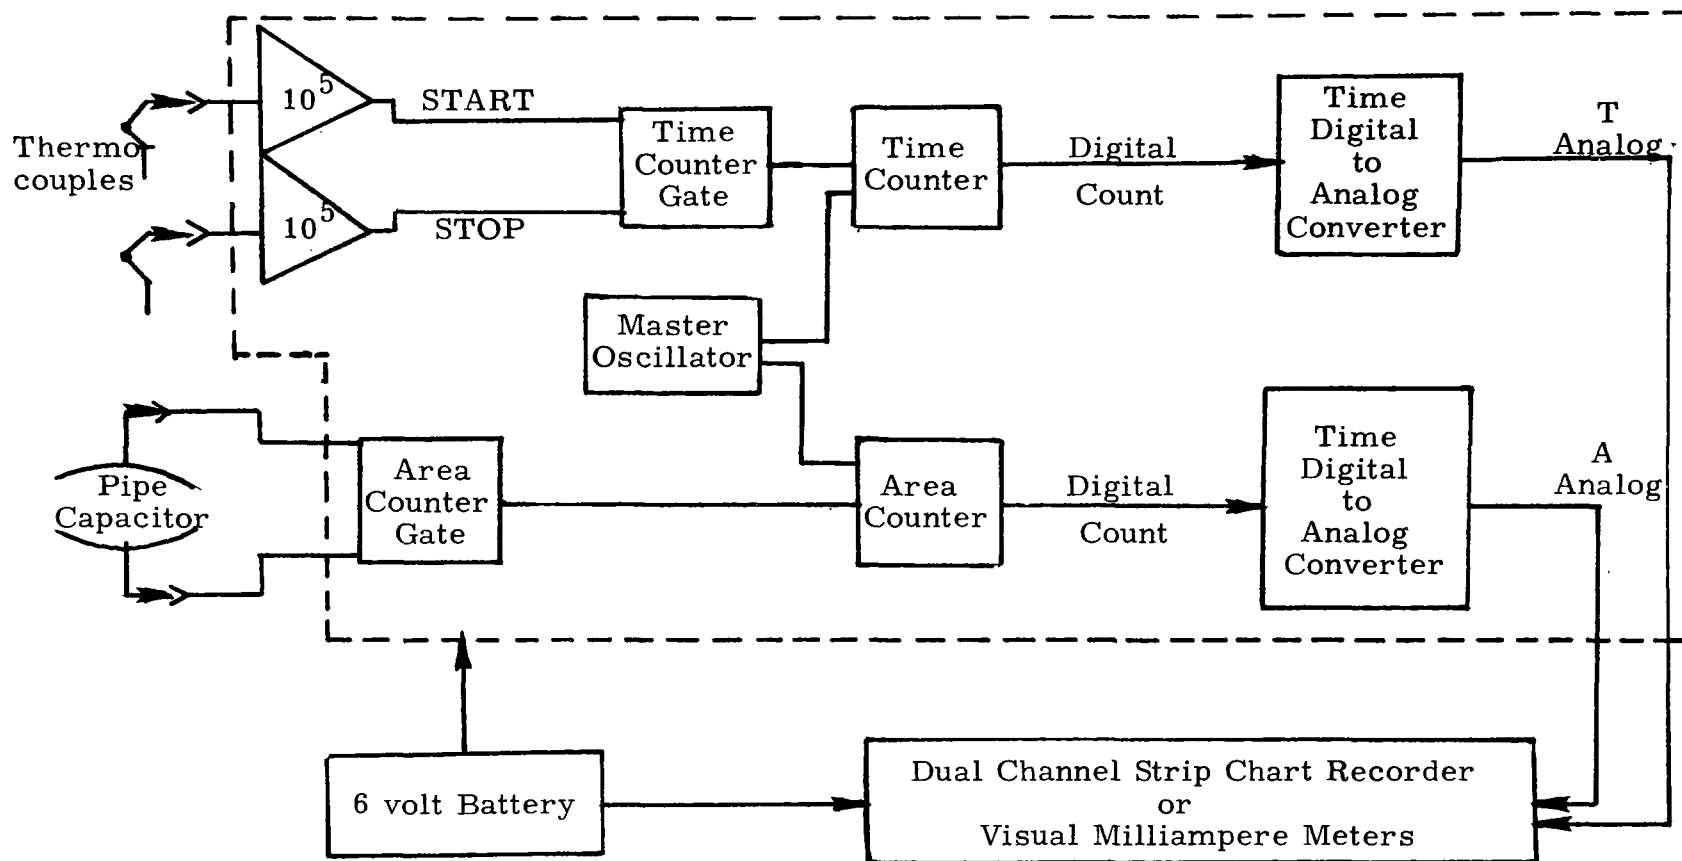 10^5
START
Thermo
couples
10^5
STOP
Time
Counter
Gate
Time
Counter
Digital
Count
Time
Digital
to
Analog
Converter
T
Analog
Master
Oscillator
Pipe
Capacitor
Area
Counter
Gate
Area
Counter
Digital
Count
Time
Digital
to
Analog
Converter
A
Analog
6 volt Battery
Dual Channel Strip Chart Recorder
or
Visual Milliampere Meters